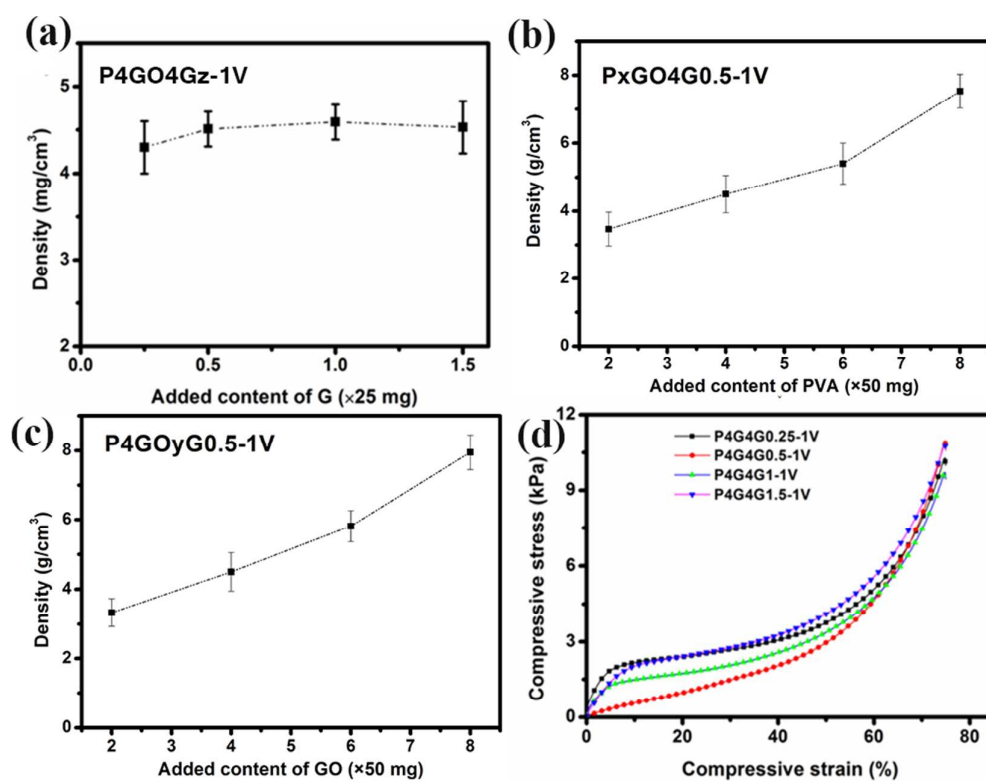 (a)
P4GO4Gz-1V
Density (mg/cm³)
5
4
3
2
0.0 0.5 1.0 1.5
Added content of G (×25 mg)
(b)
PxGO4G0.5-1V
Density (g/cm³)
8
6
4
2
0
2 3 4 5 6 7 8
Added content of PVA (×50 mg)
(c)
P4GOyG0.5-1V
Density (g/cm³)
8
6
4
2
0
2 3 4 5 6 7 8
Added content of GO (×50 mg)
(d)
P4G4G0.25-1V
P4G4G0.5-1V
P4G4G1-1V
P4G4G1.5-1V
Compressive stress (kPa)
12
9
6
3
0
0 20 40 60 80
Compressive strain (%)